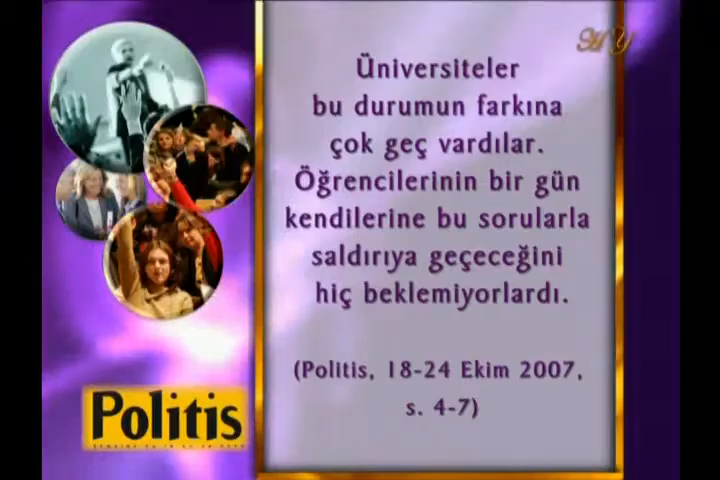 HY
Üniversiteler
bu durumun farkına
çok geç vardılar.
Öğrencilerinin bir gün
kendilerine bu sorularla
saldırıya geçeceğini
hiç beklemiyorlardı.
(Politis, 18-24 Ekim 2007,
s. 4-7)
Politis